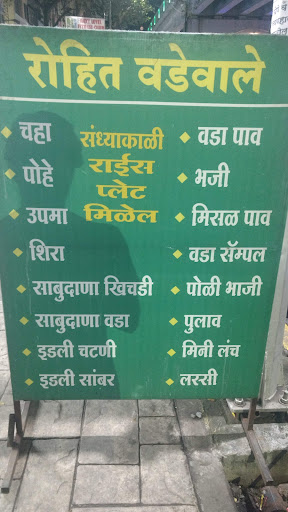 रोहित वडेवाले
संध्याकाळी
राईस
प्लेट
मिळेल
चहा
पोहे
उपमा
शिरा
साबुदाणा खिचडी
साबुदाणा वडा
इडली चटणी
इडली सांबर
वडा पाव
भजी
मिसळ पाव
वडा सॅम्पल
पोळी भाजी
पुलाव
मिनी लंच
लस्सी